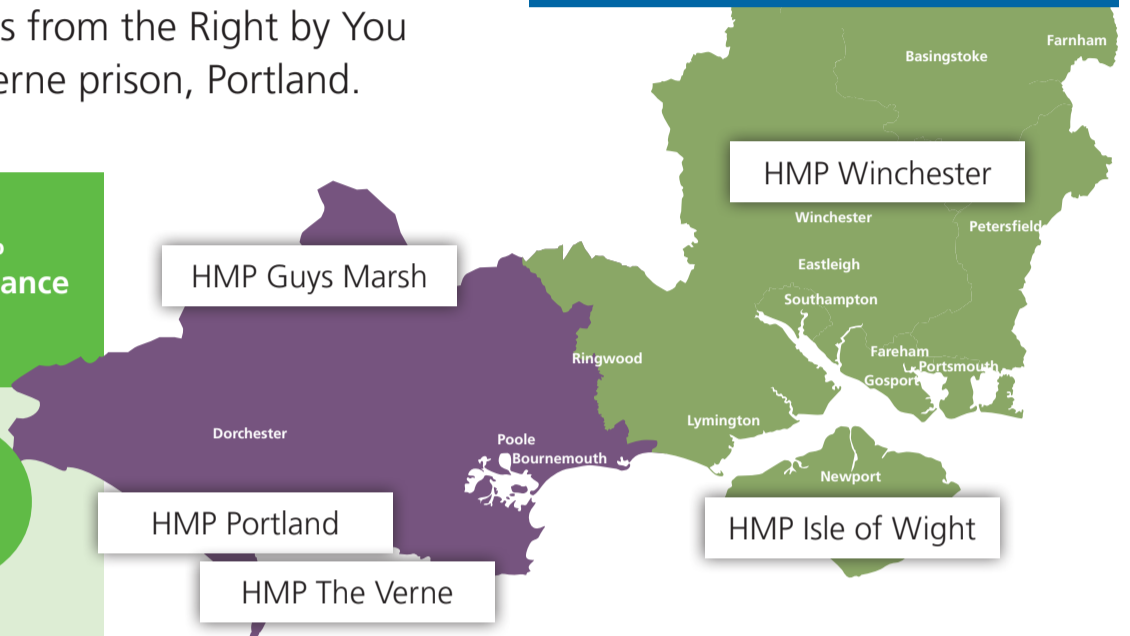 s from the Right by You
erne prison, Portland.
ance
Farnham
Basingstoke
HMP Winchester
Winchester
Petersfield
HMP Guys Marsh
Eastleigh
Southampton
Ringwood
Fareham
Portsmouth
Gosport
Lymington
Dorchester
Poole
Bournemouth
Newport
HMP Portland
HMP Isle of Wight
HMP The Verne